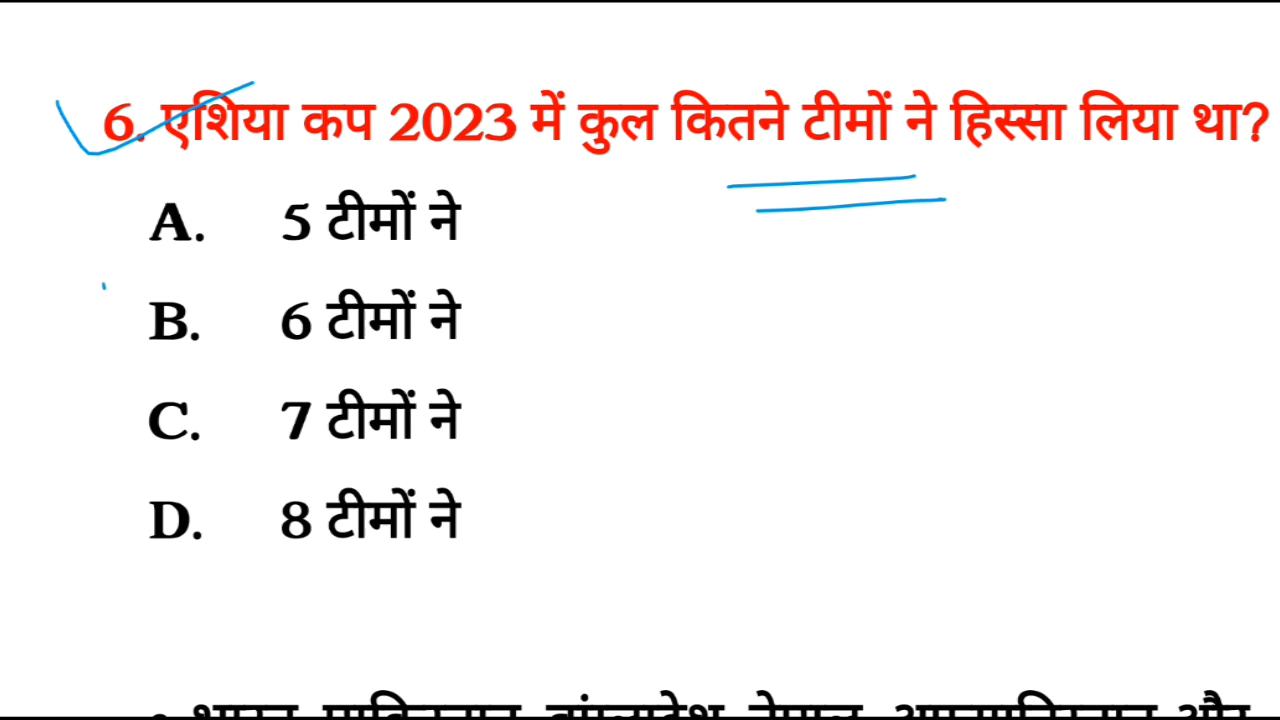 6. एशिया कप 2023 में कुल कितने टीमों ने हिस्सा लिया था?
A. 5 टीमों ने
B. 6 टीमों ने
C. 7 टीमों ने
D. 8 टीमों ने